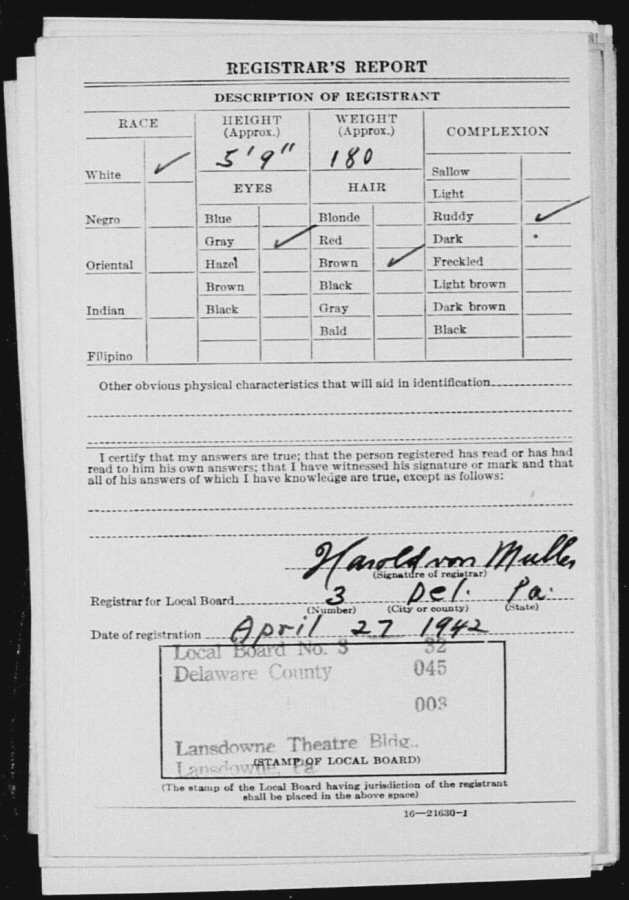 REGISTRAR'S REPORT
DESCRIPTION OF REGISTRANT
RACE
HEIGHT
(Approx.)
WEIGHT
(Approx.)
COMPLEXION
5' 9" 180
White ✓
EYES
HAIR
Sallow
Light
Negro
Blue
Blonde
Ruddy ✓
Gray ✓
Red
Dark
Oriental
Hazel
Brown ✓
Freckled
Brown
Black
Light brown
Indian
Black
Gray
Dark brown
Bald
Black
Filipino
Other obvious physical characteristics that will aid in identification
I certify that my answers are true; that the person registered has read or has had
read to him his own answers; that I have witnessed his signature or mark and that
all of his answers of which I have knowledge are true, except as follows:
Harold von Muller
(Signature of registrar)
Registrar for Local Board 3 Del. Pa.
(Number) (City or county) (State)
Date of registration April 27 1942
Local Board No. 3 32
Delaware County 045
003
Lansdowne Theatre Bldg.
(STAMP OF LOCAL BOARD)
Lansdowne, Pa.
(The stamp of the Local Board having jurisdiction of the registrant
shall be placed in the above space)
16—21630-1